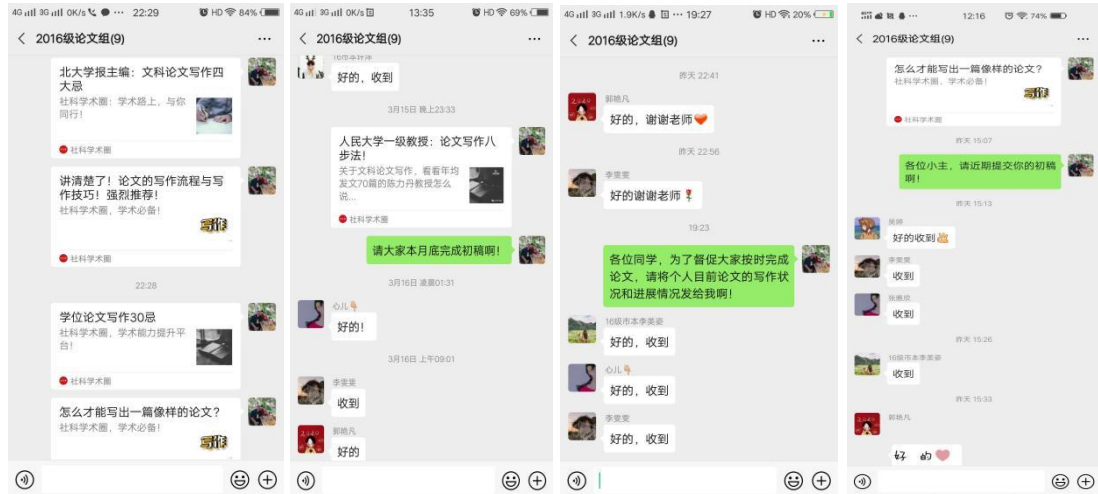 4G 3G 0K/s ··· 22:29 HD 84%
2016级论文组(9)
北大学报主编：文科论文写作四
大忌
社科学术圈：学术路上，与你
同行！
社科学术圈
讲清楚了！论文的写作流程与写
作技巧！强烈推荐！
社科学术圈，学术必备！
写作
社科学术圈
22:28
学位论文写作30忌
社科学术圈，学术能力提升平
台！
社科学术圈
怎么才能写出一篇像样的论文？
社科学术圈，学术必备！
写作
4G 3G 0K/s 13:35 HD 69%
2016级论文组(9)
好的，收到
3月15日 晚上23:33
人民大学一级教授：论文写作八
步法！
关于文科论文写作，看看年均
发文70篇的陈力丹教授怎么
说...
社科学术圈
请大家本月底完成初稿啊！
3月16日 凌晨01:31
心儿
好的！
3月16日 上午09:01
李雯雯
收到
郭艳凡
好的
4G 3G 1.9K/s ··· 19:27 HD 20%
2016级论文组(9)
昨天 22:41
郭艳凡
好的，谢谢老师
昨天 22:56
李雯雯
好的谢谢老师
19:23
各位同学，为了督促大家按时完成
论文，请将个人目前论文的写作状
况和进展情况发给我啊！
16级市本李美姿
好的，收到
心儿
好的，收到
李雯雯
好的，收到
12:16 74%
2016级论文组(9)
怎么才能写出一篇像样的论文？
社科学术圈，学术必备！
写作
社科学术圈
昨天 15:07
各位小主，请近期提交你的初稿
啊！
昨天 15:13
吴婷
好的收到
李雯雯
收到
收到
昨天 15:26
16级市本李美姿
收到
昨天 15:33
郭艳凡
好 的